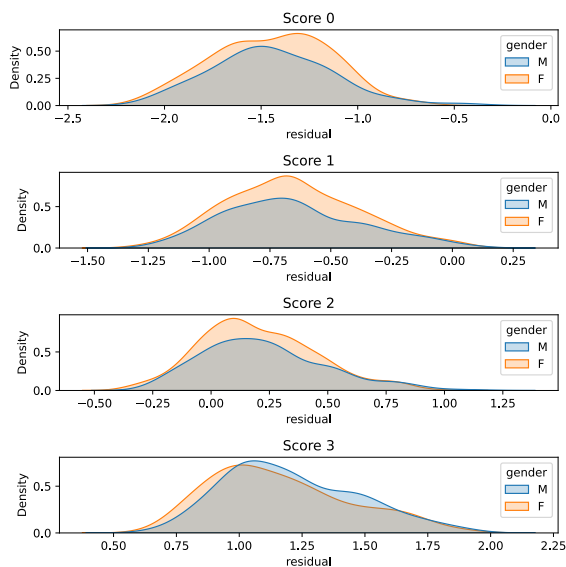 Score 0
Density
0.50
0.00
gender
M
F
−2.5 −2.0 −1.5 −1.0 −0.5 0.0
residual
Score 1
Density
0.5
0.0
gender
M
F
−1.50 −1.25 −1.00 −0.75 −0.50 −0.25 0.00 0.25
residual
Score 2
Density
0.5
0.0
gender
M
F
−0.50 −0.25 0.00 0.25 0.50 0.75 1.00 1.25
residual
Score 3
Density
0.5
0.0
gender
M
F
0.50 0.75 1.00 1.25 1.50 1.75 2.00 2.25
residual